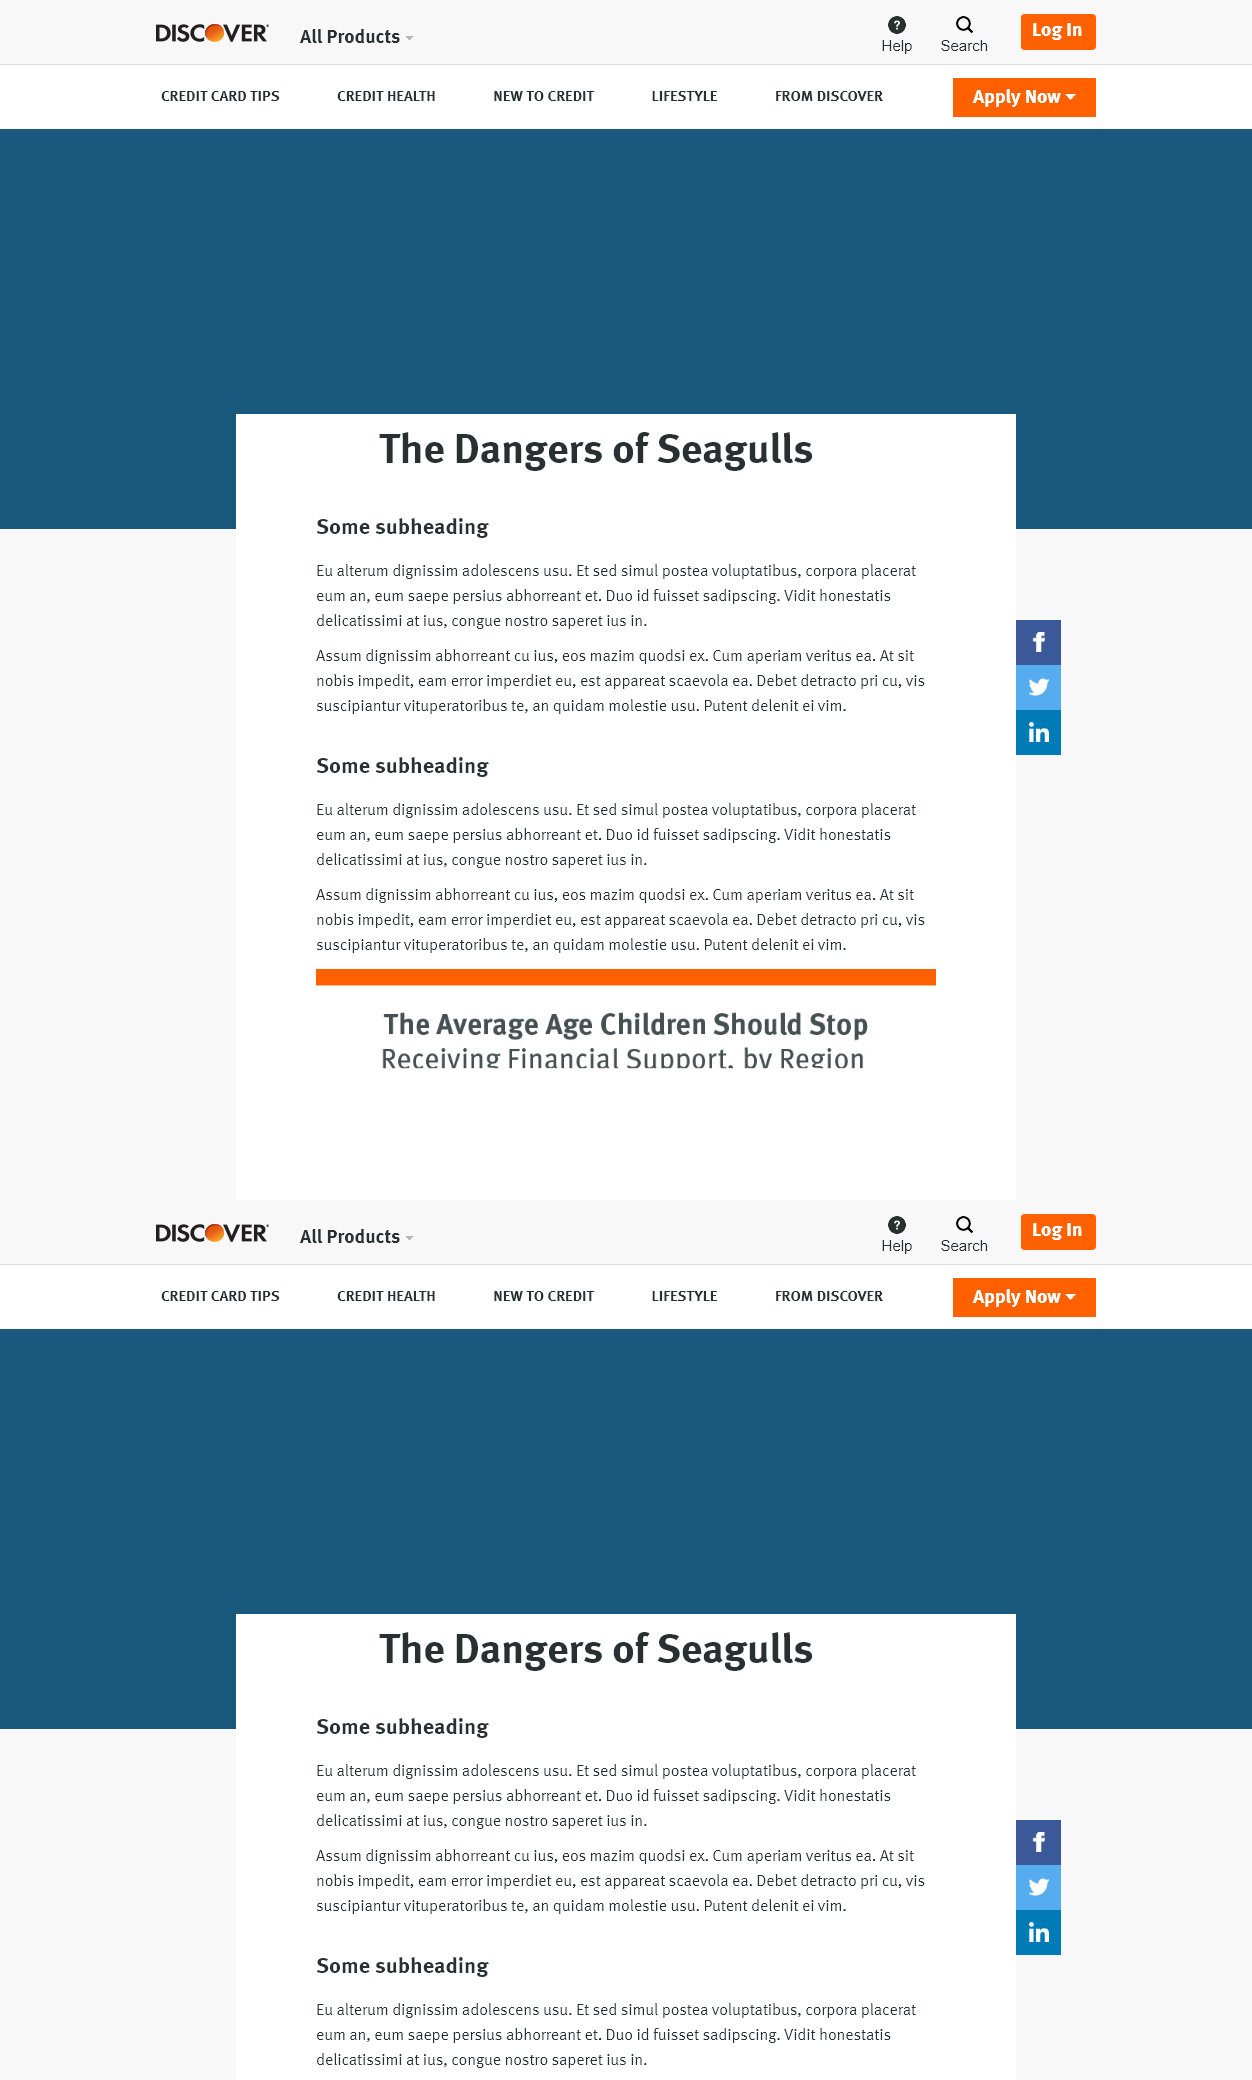 DISCOVER
All Products
Help
Search
Log In
CREDIT CARD TIPS
CREDIT HEALTH
NEW TO CREDIT
LIFESTYLE
FROM DISCOVER
Apply Now
The Dangers of Seagulls
Some subheading
Eu alterum dignissim adolescens usu. Et sed simul postea voluptatibus, corpora placerat
eum an, eum saepe persius abhorreant et. Duo id fuisset sadipscing. Vidit honestatis
delicatissimi at ius, congue nostro saperet ius in.
Assum dignissim abhorreant cu ius, eos mazim quodsi ex. Cum aperiam veritus ea. At sit
nobis impedit, eam error imperdiet eu, est appareat scaevola ea. Debet detracto pri cu, vis
suscipiantur vituperatoribus te, an quidam molestie usu. Putent delenit ei vim.
Some subheading
Eu alterum dignissim adolescens usu. Et sed simul postea voluptatibus, corpora placerat
eum an, eum saepe persius abhorreant et. Duo id fuisset sadipscing. Vidit honestatis
delicatissimi at ius, congue nostro saperet ius in.
Assum dignissim abhorreant cu ius, eos mazim quodsi ex. Cum aperiam veritus ea. At sit
nobis impedit, eam error imperdiet eu, est appareat scaevola ea. Debet detracto pri cu, vis
suscipiantur vituperatoribus te, an quidam molestie usu. Putent delenit ei vim.
The Average Age Children Should Stop
Receiving Financial Support, by Region
DISCOVER
All Products
Help
Search
Log In
CREDIT CARD TIPS
CREDIT HEALTH
NEW TO CREDIT
LIFESTYLE
FROM DISCOVER
Apply Now
The Dangers of Seagulls
Some subheading
Eu alterum dignissim adolescens usu. Et sed simul postea voluptatibus, corpora placerat
eum an, eum saepe persius abhorreant et. Duo id fuisset sadipscing. Vidit honestatis
delicatissimi at ius, congue nostro saperet ius in.
Assum dignissim abhorreant cu ius, eos mazim quodsi ex. Cum aperiam veritus ea. At sit
nobis impedit, eam error imperdiet eu, est appareat scaevola ea. Debet detracto pri cu, vis
suscipiantur vituperatoribus te, an quidam molestie usu. Putent delenit ei vim.
Some subheading
Eu alterum dignissim adolescens usu. Et sed simul postea voluptatibus, corpora placerat
eum an, eum saepe persius abhorreant et. Duo id fuisset sadipscing. Vidit honestatis
delicatissimi at ius, congue nostro saperet ius in.